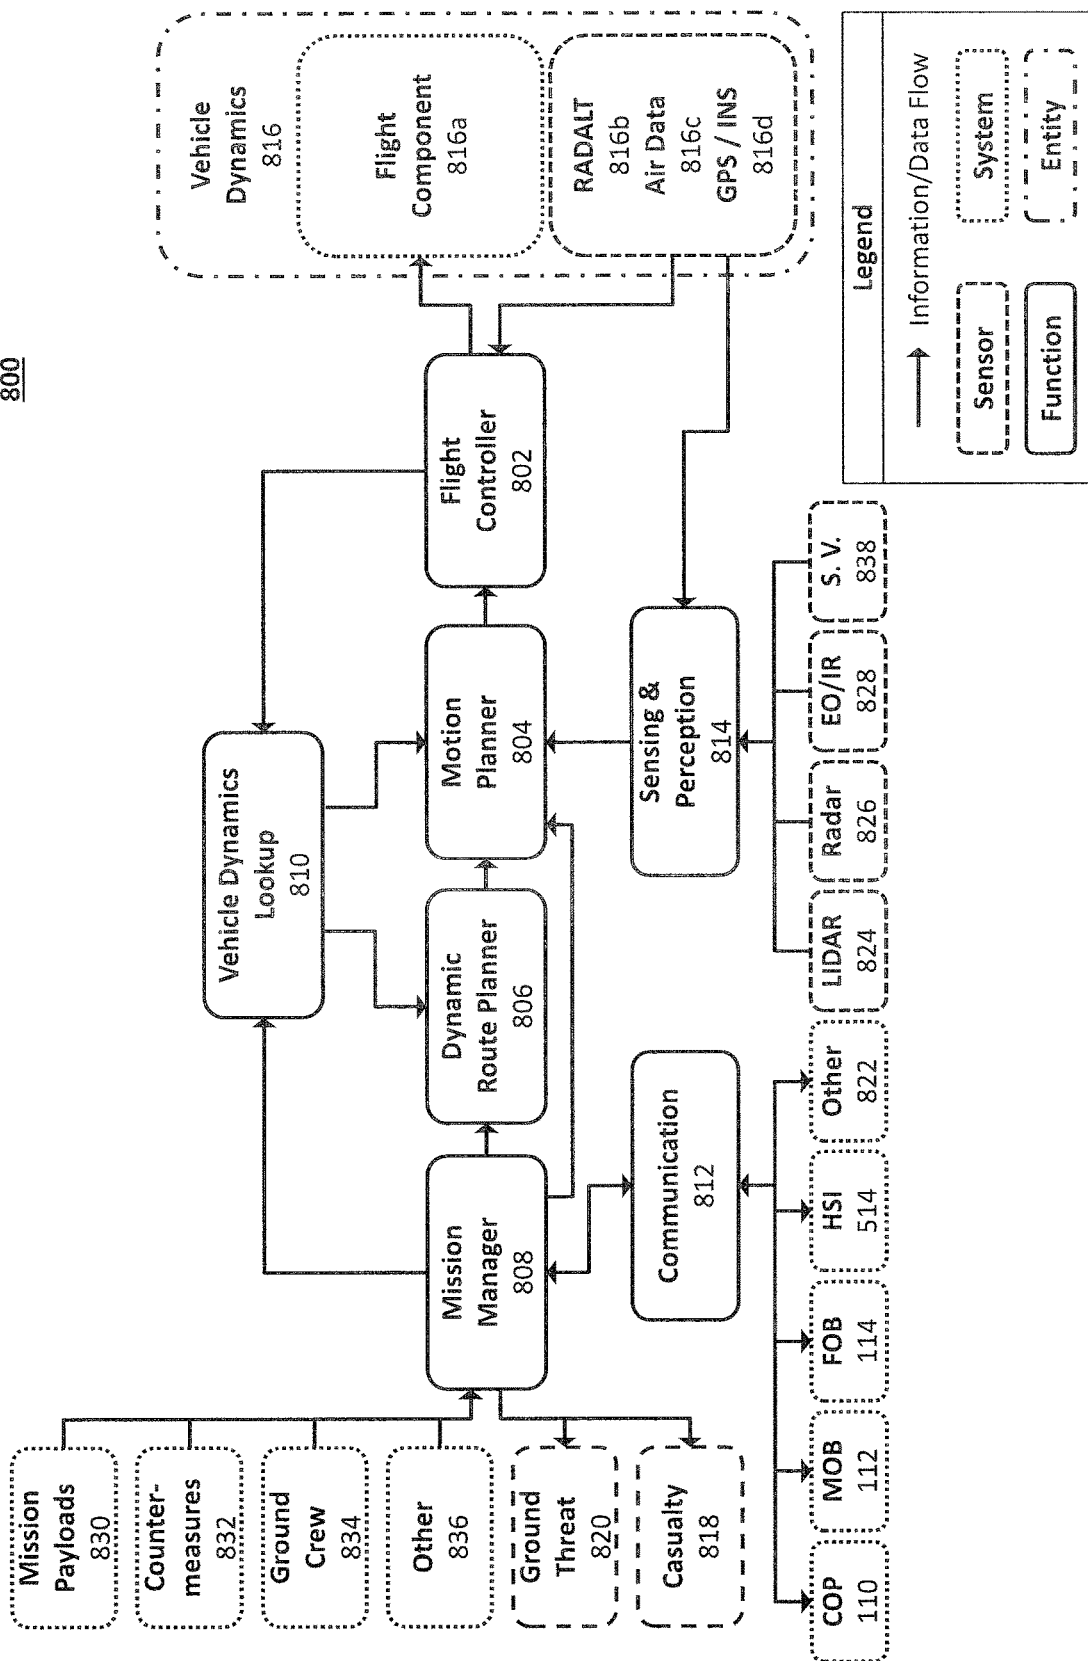 800
Mission
Payloads
830
Counter-
measures
832
Ground
Crew
834
Other
836
Ground
Threat
820
Casualty
818
Mission
Manager
808
Vehicle Dynamics
Lookup
810
Dynamic
Route Planner
806
Motion
Planner
804
Flight
Controller
802
Vehicle
Dynamics
816
Flight
Component
816a
RADALT
816b
Air Data
816c
GPS / INS
816d
Communication
812
Sensing &
Perception
814
COP
110
MOB
112
FOB
114
HSI
514
Other
822
LIDAR
824
Radar
826
EO/IR
828
S. V.
838
Legend
Information/Data Flow
Sensor
System
Function
Entity